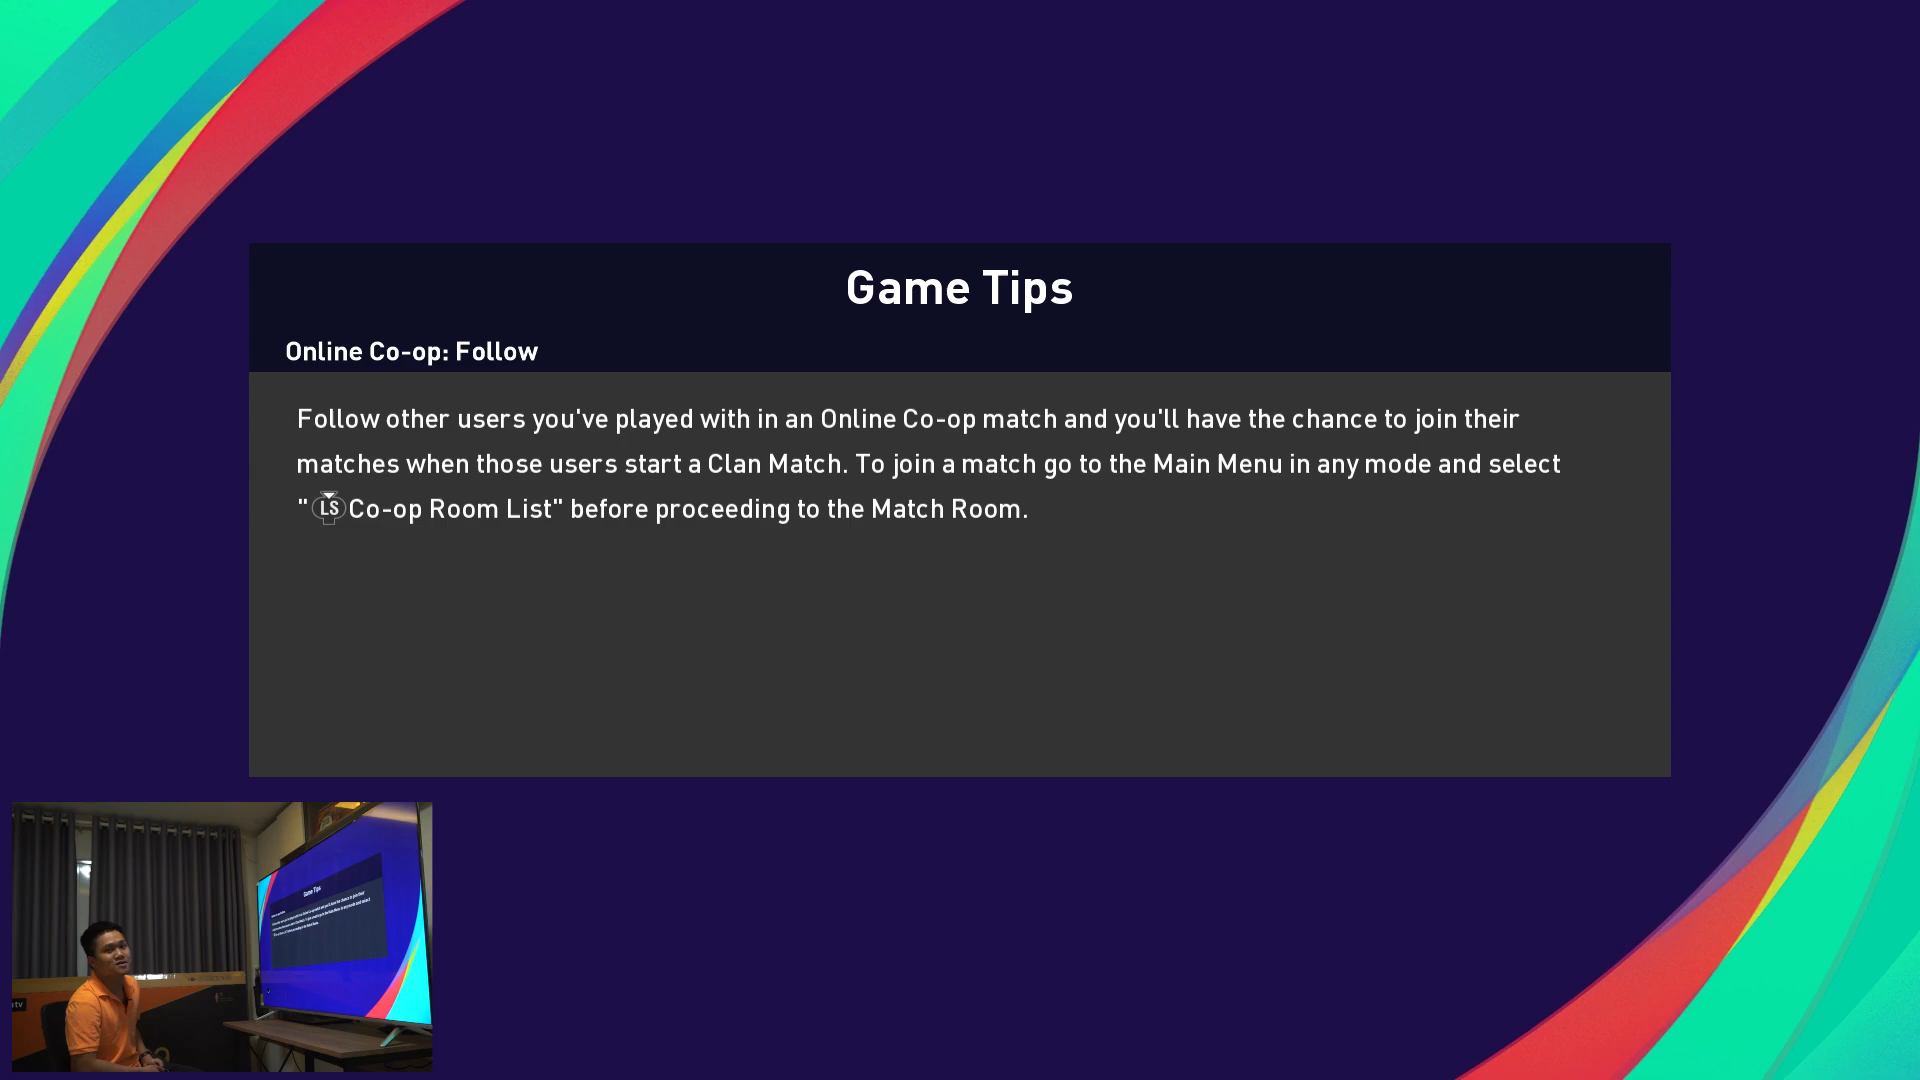 Game Tips
Online Co-op: Follow
Follow other users you've played with in an Online Co-op match and you'll have the chance to join their
matches when those users start a Clan Match. To join a match go to the Main Menu in any mode and select
"LS Co-op Room List" before proceeding to the Match Room.
Game Tips
tv